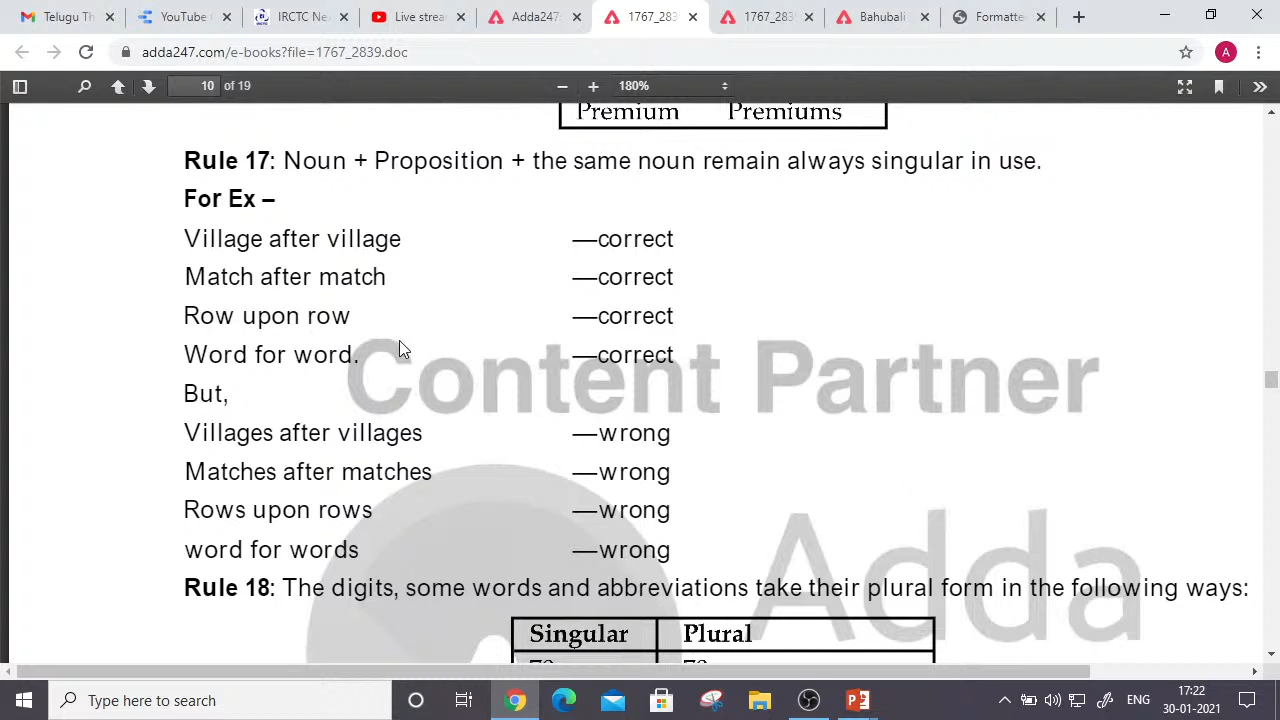 Telugu Th
YouTube
IRCTC Ne
Live strea
Adda247
1767_283
1767_283
Bahubali
Formatte
adda247.com/e-books?file=1767_2839.doc
A
10 of 19
180%
Premium Premiums
Rule 17: Noun + Proposition + the same noun remain always singular in use.
For Ex –
Village after village —correct
Match after match —correct
Row upon row —correct
Word for word. —correct
Content Partner
But,
Villages after villages —wrong
Matches after matches —wrong
Rows upon rows —wrong
word for words —wrong
Adda
Rule 18: The digits, some words and abbreviations take their plural form in the following ways:
Singular Plural
Type here to search
ENG
17:22
30-01-2021